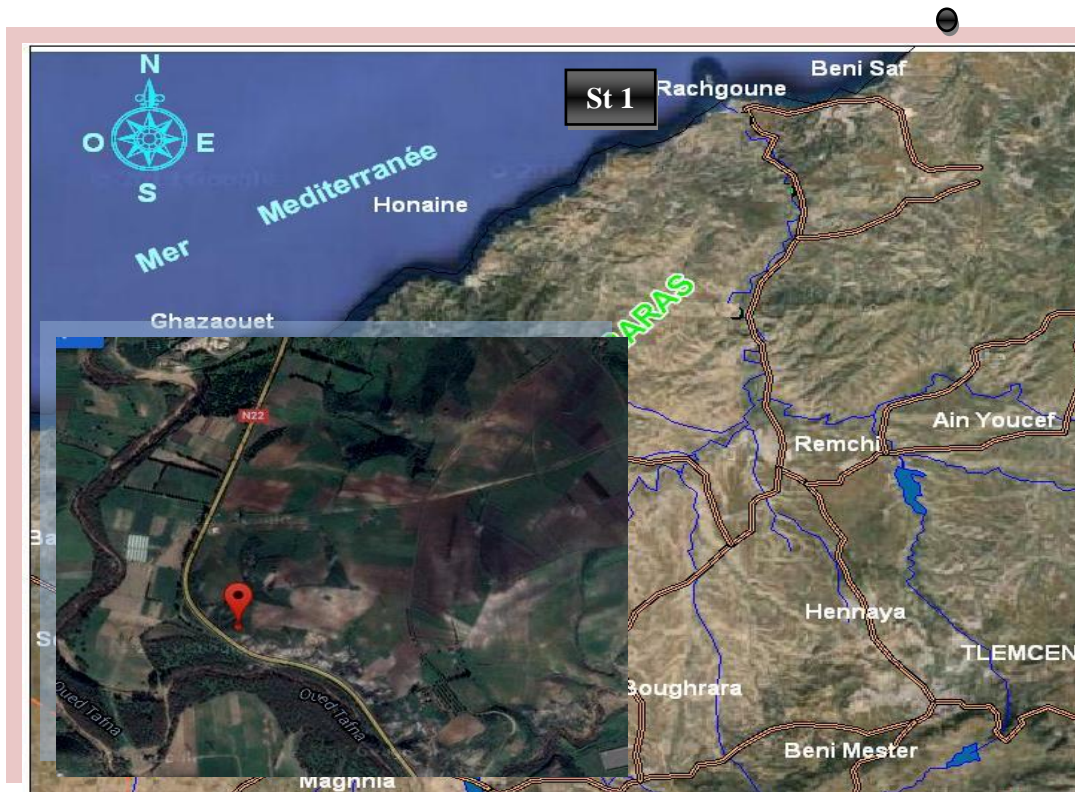 N
Beni Saf
St 1
Rachgoune
O
E
S
Mer Mediterranée
Honaine
Ghazaouet
N22
Remchi
Ain Youcef
Hennaya
TLEMCEN
Boughrara
Oued Tafna
Oued Tafna
Beni Mester
Maghnia